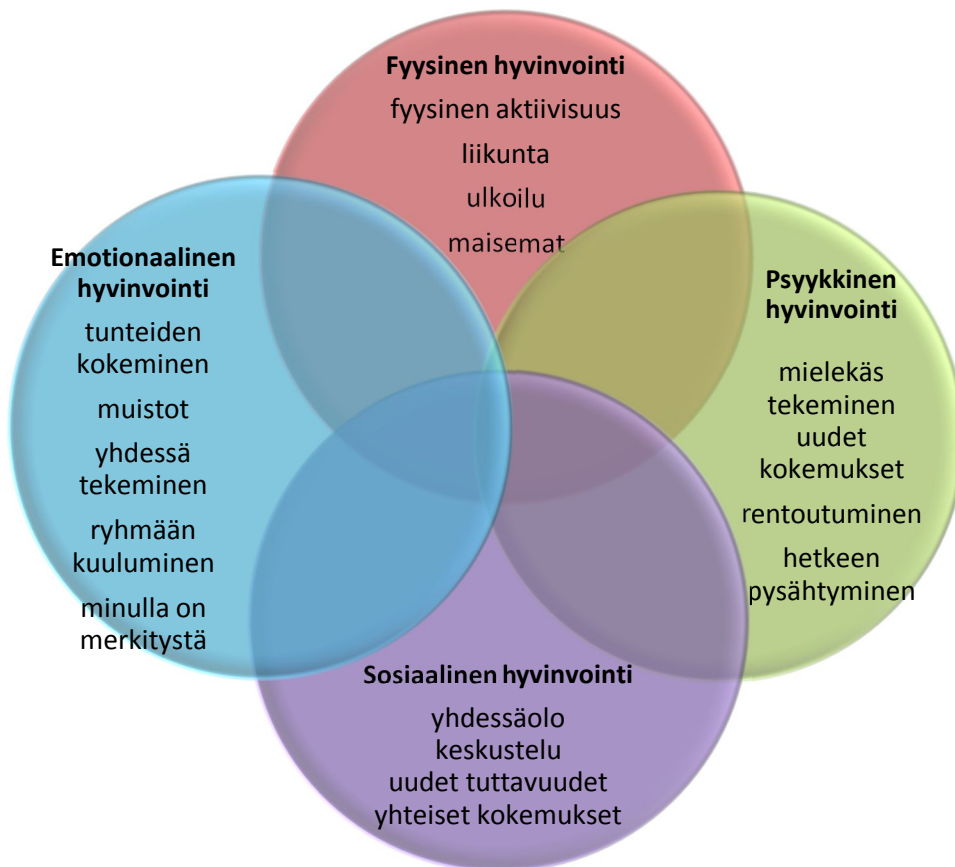 Fyysinen hyvinvointi
fyysinen aktiivisuus
liikunta
ulkoilu
maisemat
Emotionaalinen
hyvinvointi
tunteiden
kokeminen
muistot
yhdessä
tekeminen
ryhmään
kuuluminen
minulla on
merkitystä
Psyykkinen
hyvinvointi
mielekäs
tekeminen
uudet
kokemukset
rentoutuminen
hetkeen
pysähtyminen
Sosiaalinen hyvinvointi
yhdessäolo
keskustelu
uudet tuttavuudet
yhteiset kokemukset